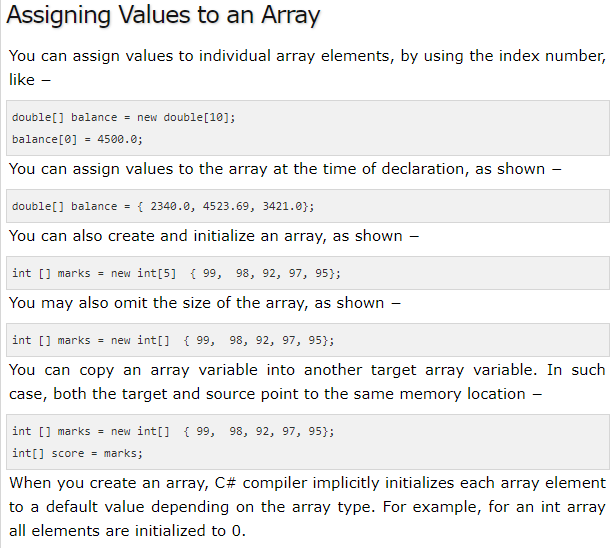 Assigning Values to an Array
You can assign values to individual array elements, by using the index number,
like −
double[] balance = new double[10];
balance[0] = 4500.0;
You can assign values to the array at the time of declaration, as shown −
double[] balance = { 2340.0, 4523.69, 3421.0};
You can also create and initialize an array, as shown −
int [] marks = new int[5]  { 99,  98, 92, 97, 95};
You may also omit the size of the array, as shown −
int [] marks = new int[]  { 99,  98, 92, 97, 95};
You can copy an array variable into another target array variable. In such
case, both the target and source point to the same memory location −
int [] marks = new int[]  { 99,  98, 92, 97, 95};
int[] score = marks;
When you create an array, C# compiler implicitly initializes each array element
to a default value depending on the array type. For example, for an int array
all elements are initialized to 0.